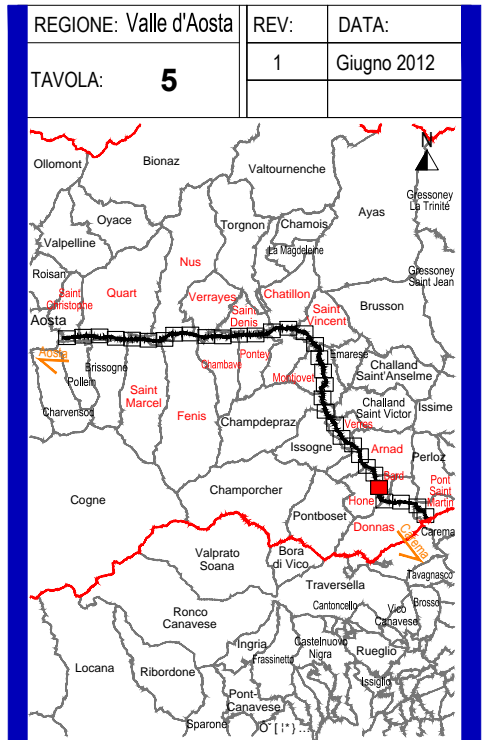 REGIONE: Valle d'Aosta
REV:
DATA:
TAVOLA: 5
1
Giugno 2012
N
Ollomont
Bionaz
Valtournenche
Ayas
Gressoney
La Trinité
Oyace
Torgnon
Chamois
Valpelline
La Magdeleine
Roisan
Nus
Gressoney
Saint Jean
Saint
Christophe
Quart
Verrayes
Chatillon
Saint
Denis
Saint
Vincent
Brusson
Aosta
Aosta
Brissogne
Chambave
Pontey
Emarese
Challand
Saint'Anselme
Pollein
Saint
Marcel
Montjovet
Charvensod
Fenis
Champdepraz
Challand
Saint Victor
Issime
Verres
Issogne
Arnad
Perloz
Bard
Pont
Saint
Martin
Cogne
Champorcher
Hone
Pontboset
Donnas
Carema
Carema
Valprato
Soana
Bora
di Vico
Traversella
Tavagnasco
Ronco
Canavese
Cantoncello
Vico
Canavese
Brosso
Ingria
Castelnuovo
Nigra
Rueglio
Frassinetto
Locana
Ribordone
Issiglio
Pont-
Canavese
Sparone